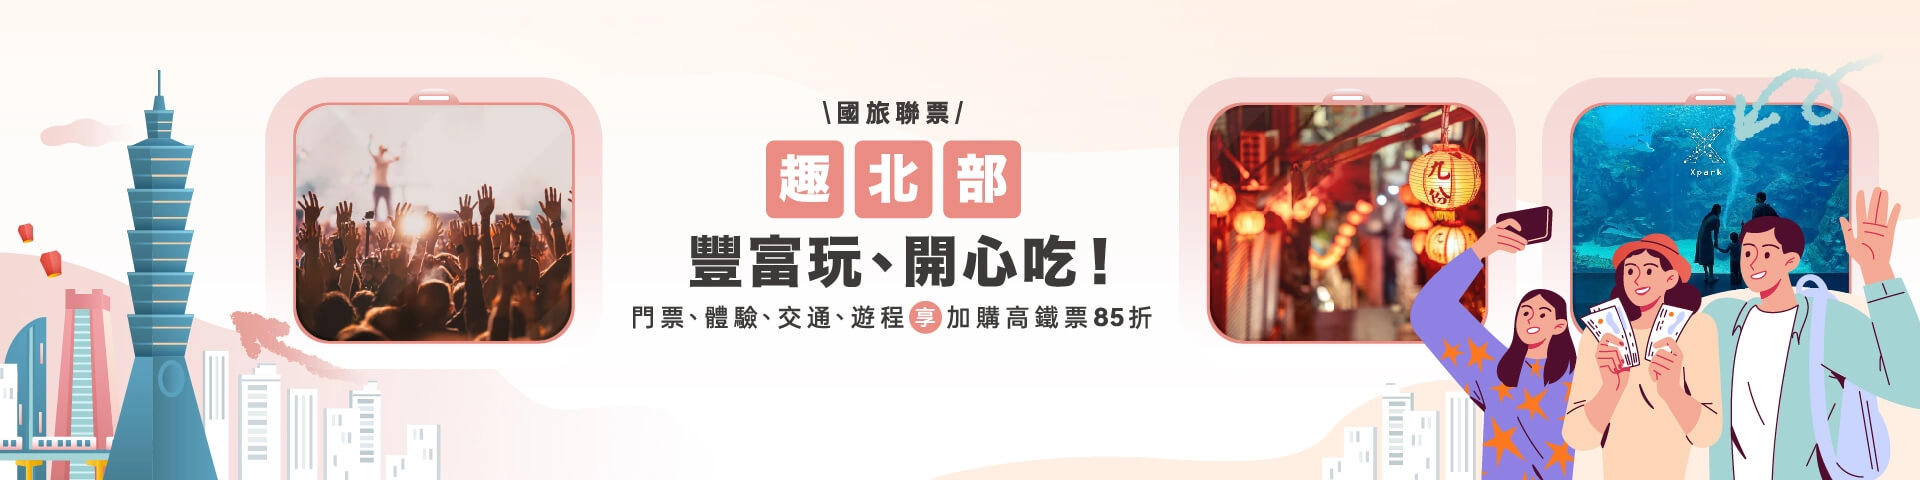 \國旅聯票/
趣北部
豐富玩、開心吃！
門票、體驗、交通、遊程享加購高鐵票85折
九份
Xpark